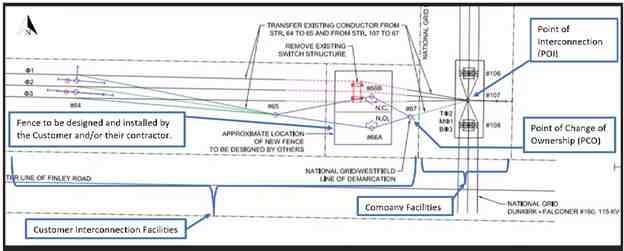 TRANSFER EXISTING CONDUCTOR FROM
STR, 64 TO 65 AND FROM STR, 107 TO 67
REMOVE EXISTING
SWITCH STRUCTURE
NATIONAL GRID
Point of
Interconnection
(POI)
Φ1
Φ2
Φ3
#64
#65
#66B
N.C.
N.O.
#66A
#67
#106
#107
#108
TΦ2
MΦ1
BΦ3
Fence to be designed and installed by
the Customer and/or their contractor.
APPROXIMATE LOCATION
OF NEW FENCE
TO BE DESIGNED BY OTHERS
Point of Change of
Ownership (PCO)
NATIONAL GRID/WESTFIELD
LINE OF DEMARCATION
TER LINE OF FINLEY ROAD.
Company Facilities
Customer Interconnection Facilities
NATIONAL GRID
DUNKIRK - FALCONER #160, 115-KV